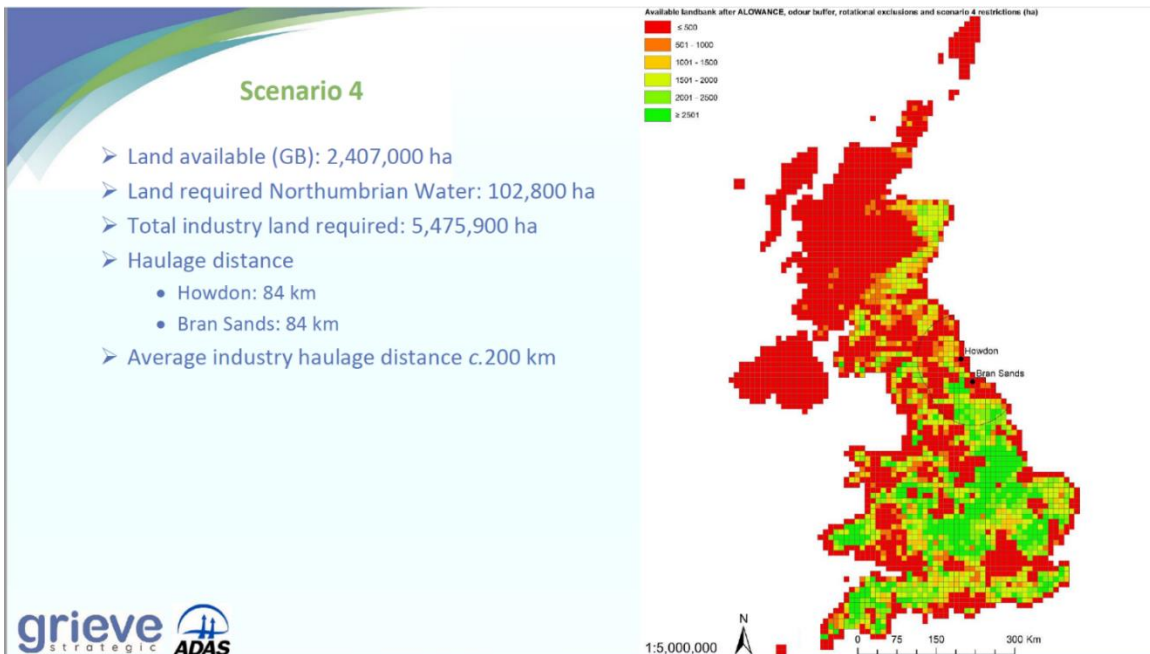 Scenario 4
➢ Land available (GB): 2,407,000 ha
➢ Land required Northumbrian Water: 102,800 ha
➢ Total industry land required: 5,475,900 ha
➢ Haulage distance
• Howdon: 84 km
• Bran Sands: 84 km
➢ Average industry haulage distance c.200 km
grieve
strategic
ADAS
Available landbank after ALOWANCE, odour buffer, rotational exclusions and scenario 4 restrictions (ha)
≤ 500
501 - 1000
1001 - 1500
1501 - 2000
2001 - 2500
≥ 2501
Howdon
Bran Sands
1:5,000,000
N
0 75 150 300 Km